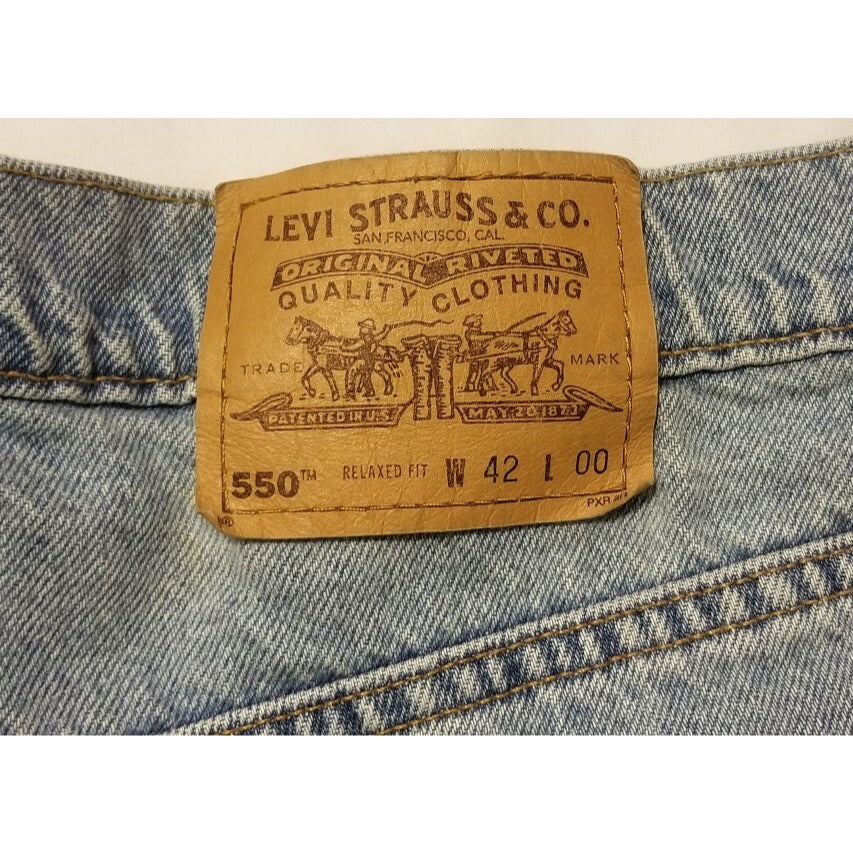 LEVI STRAUSS & CO.
SAN FRANCISCO, CAL.
ORIGINAL RIVETED
QUALITY CLOTHING
TRADE MARK
PATENTED IN U.S. MAY 20 1873
550™ RELAXED FIT W 42 L 00
®
PXR